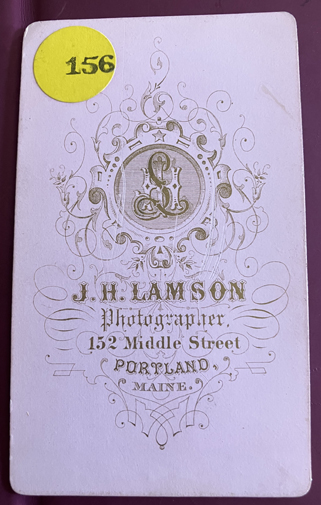 156
J. H. LAMSON
Photographer,
152 Middle Street
PORTLAND,
MAINE.